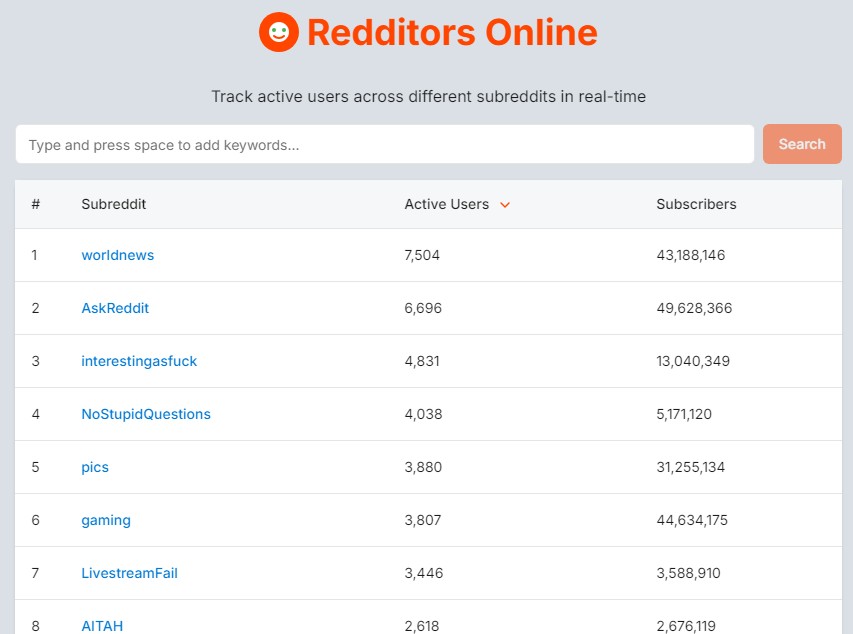 Redditors Online
Track active users across different subreddits in real-time
Type and press space to add keywords...
Search
# Subreddit Active Users Subscribers
1 worldnews 7,504 43,188,146
2 AskReddit 6,696 49,628,366
3 interestingasfuck 4,831 13,040,349
4 NoStupidQuestions 4,038 5,171,120
5 pics 3,880 31,255,134
6 gaming 3,807 44,634,175
7 LivestreamFail 3,446 3,588,910
8 AITAH 2,618 2,676,119